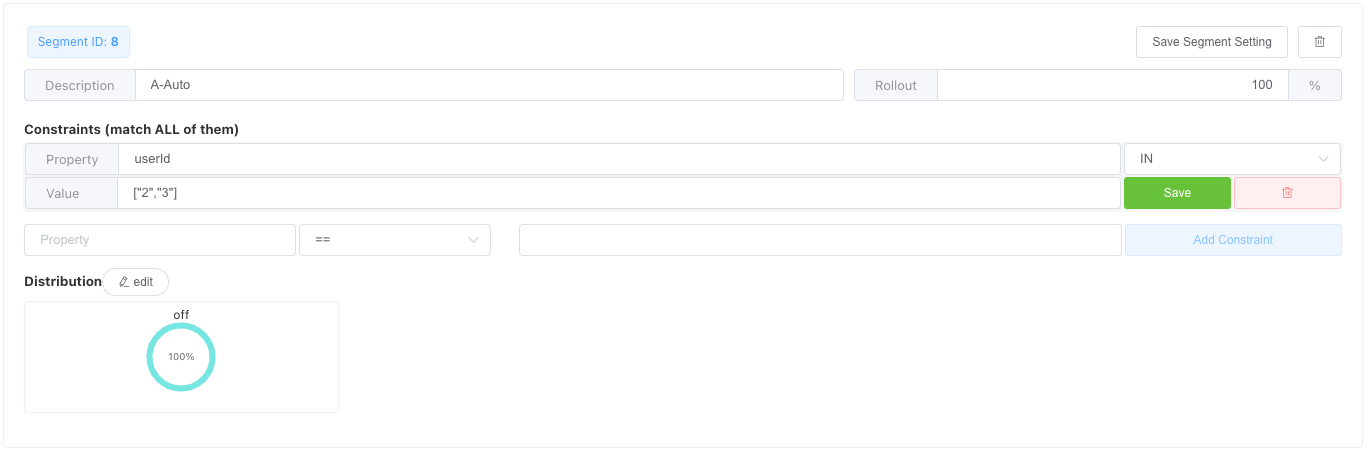 Segment ID: 8
Save Segment Setting
Description A-Auto Rollout 100 %
Constraints (match ALL of them)
Property userId IN
Value ["2","3"] Save
Property == Add Constraint
Distribution edit
off
100%